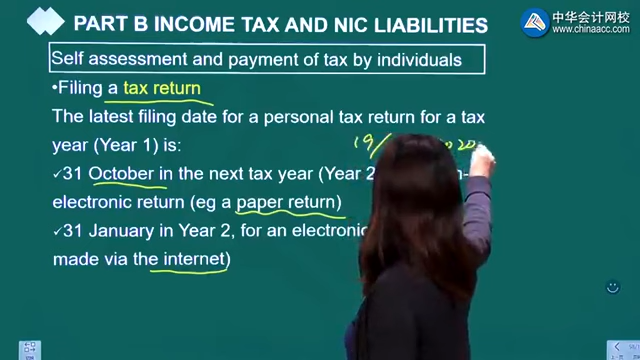 PART B INCOME TAX AND NIC LIABILITIES
中华会计网校
www.chinaacc.com
Self assessment and payment of tax by individuals
•Filing a tax return
The latest filing date for a personal tax return for a tax
year (Year 1) is:
19/
✓31 October in the next tax year (Year 2
electronic return (eg a paper return)
✓31 January in Year 2, for an electronic
made via the internet)